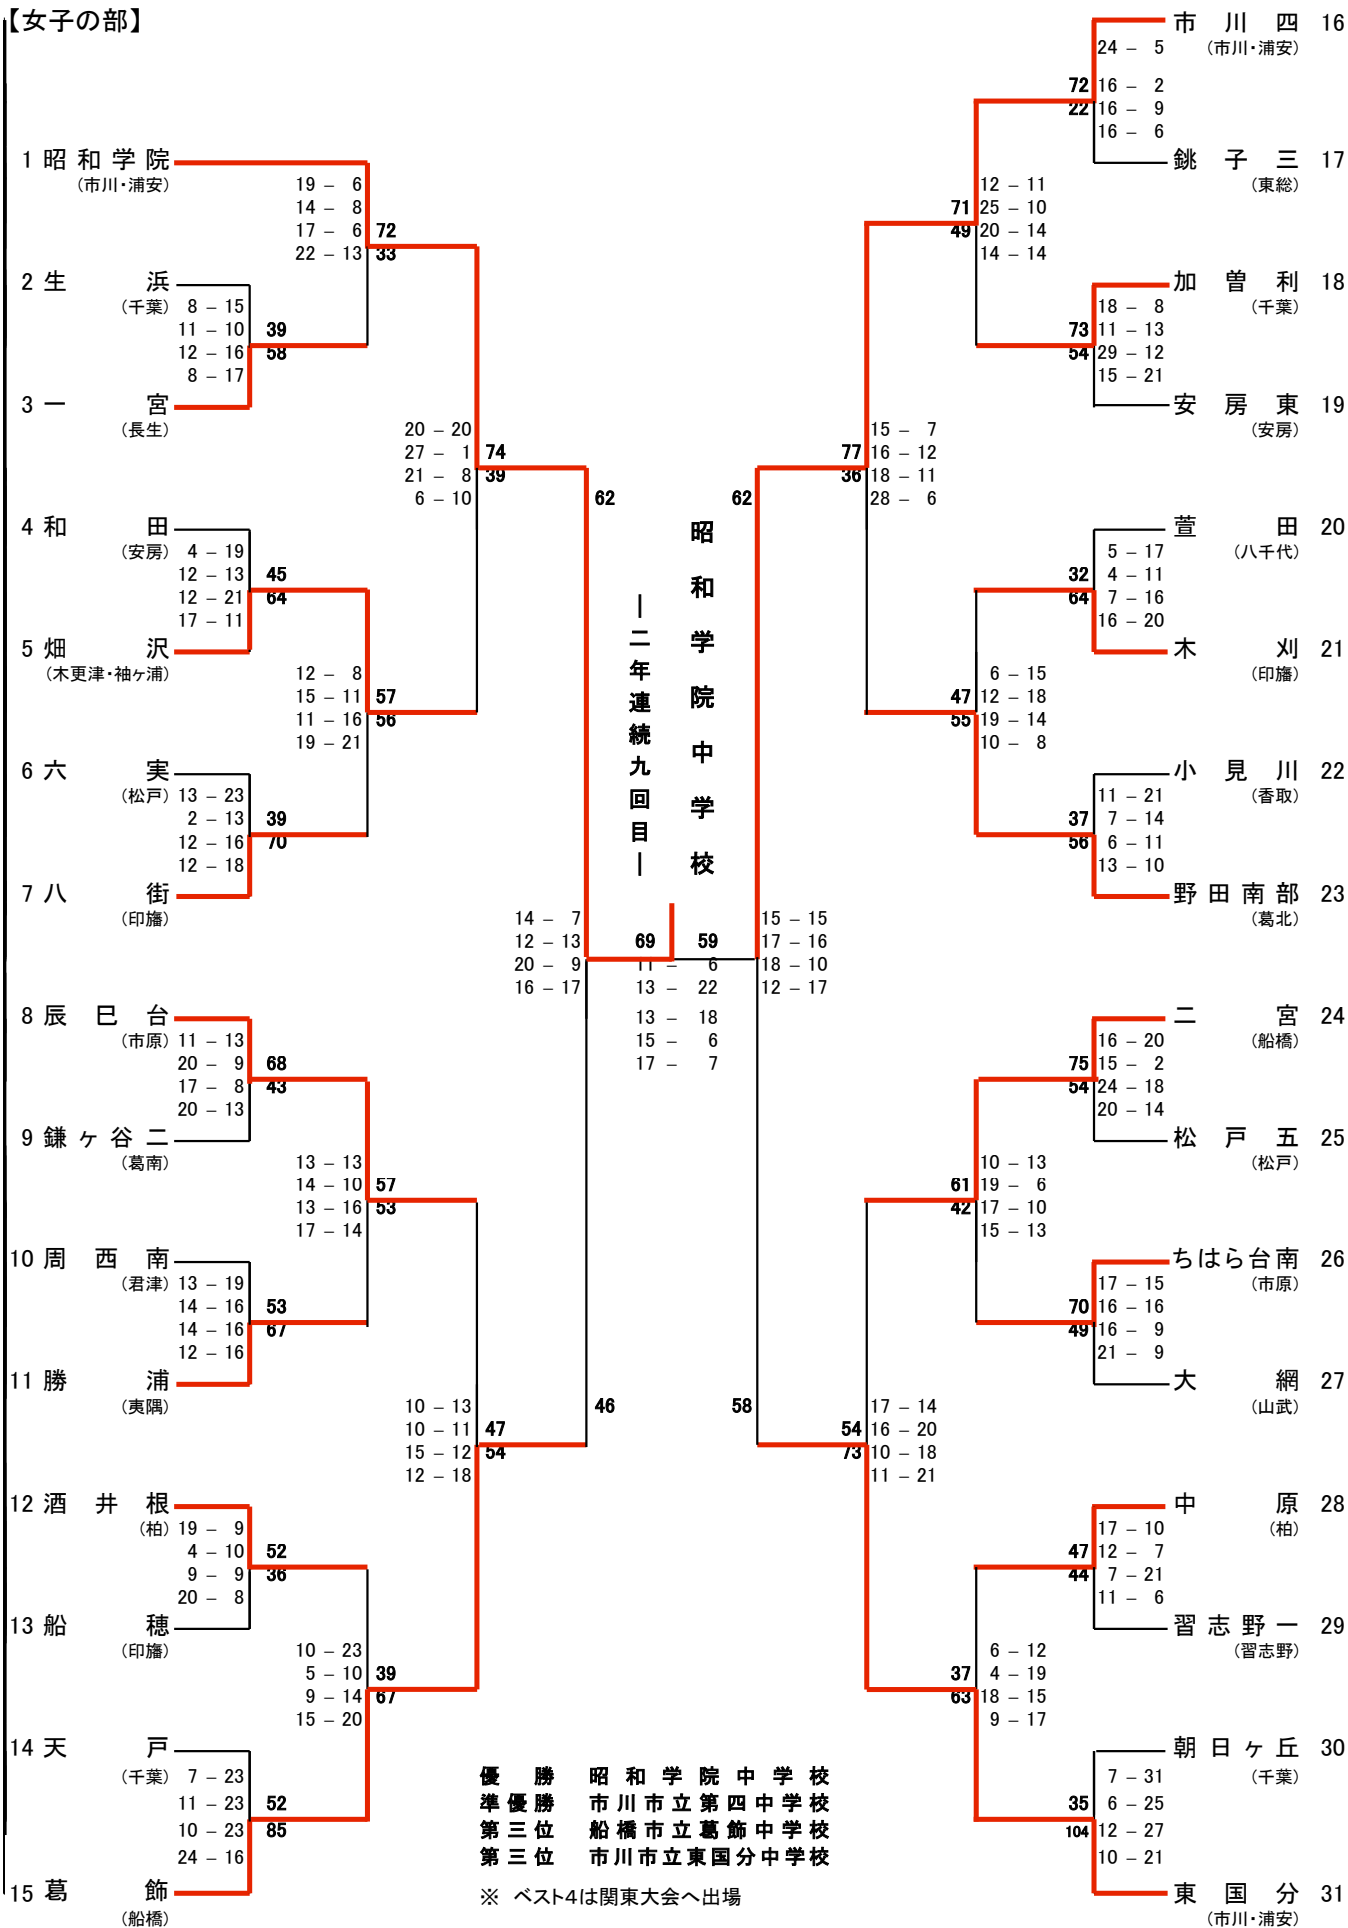 【女子の部】
1 昭和学院
(市川・浦安)
19 － 6
14 － 8
17 － 6
22 － 13
72
33
2 生浜
(千葉)
8 － 15
11 － 10
12 － 16
8 － 17
39
58
3 一宮
(長生)
20 － 20
27 － 1
21 － 8
6 － 10
74
39
4 和田
(安房)
4 － 19
12 － 13
12 － 21
17 － 11
45
64
5 畑沢
(木更津・袖ヶ浦)
12 － 8
15 － 11
11 － 16
19 － 21
57
56
6 六実
(松戸)
13 － 23
2 － 13
12 － 16
12 － 18
39
70
7 八街
(印旛)
62
14 － 7
12 － 13
20 － 9
16 － 17
8 辰巳台
(市原)
11 － 13
20 － 9
17 － 8
20 － 13
68
43
9 鎌ヶ谷二
(葛南)
13 － 13
14 － 10
13 － 16
17 － 14
57
53
10 周西南
(君津)
13 － 19
14 － 16
14 － 16
12 － 16
53
67
11 勝浦
(夷隅)
10 － 13
10 － 11
15 － 12
12 － 18
47
54
46
12 酒井根
(柏)
19 － 9
4 － 10
9 － 9
20 － 8
52
36
13 船穂
(印旛)
10 － 23
5 － 10
9 － 14
15 － 20
39
67
14 天戸
(千葉)
7 － 23
11 － 23
10 － 23
24 － 16
52
85
15 葛飾
(船橋)
昭和学院中学校
―二年連続九回目―
69 59
11 － 6
13 － 22
13 － 18
15 － 6
17 － 7
市川四 16
(市川・浦安)
24 － 5
16 － 2
16 － 9
16 － 6
72
22
銚子三 17
(東総)
12 － 11
25 － 10
20 － 14
14 － 14
71
49
加曽利 18
(千葉)
18 － 8
11 － 13
29 － 12
15 － 21
73
54
安房東 19
(安房)
15 － 7
16 － 12
18 － 11
28 － 6
77
36
62
萱田 20
(八千代)
5 － 17
4 － 11
7 － 16
16 － 20
32
64
木刈 21
(印旛)
6 － 15
12 － 18
19 － 14
10 － 8
47
55
小見川 22
(香取)
11 － 21
7 － 14
6 － 11
13 － 10
37
56
野田南部 23
(葛北)
15 － 15
17 － 16
18 － 10
12 － 17
二宮 24
(船橋)
16 － 20
15 － 2
24 － 18
20 － 14
75
54
松戸五 25
(松戸)
10 － 13
19 － 6
17 － 10
15 － 13
61
42
ちはら台南 26
(市原)
17 － 15
16 － 16
16 － 9
21 － 9
70
49
大網 27
(山武)
58
17 － 14
16 － 20
10 － 18
11 － 21
54
73
中原 28
(柏)
17 － 10
12 － 7
7 － 21
11 － 6
47
44
習志野一 29
(習志野)
6 － 12
4 － 19
18 － 15
9 － 17
37
63
朝日ヶ丘 30
(千葉)
7 － 31
6 － 25
12 － 27
10 － 21
35
104
東国分 31
(市川・浦安)
優勝 昭和学院中学校
準優勝 市川市立第四中学校
第三位 船橋市立葛飾中学校
第三位 市川市立東国分中学校
※ ベスト4は関東大会へ出場